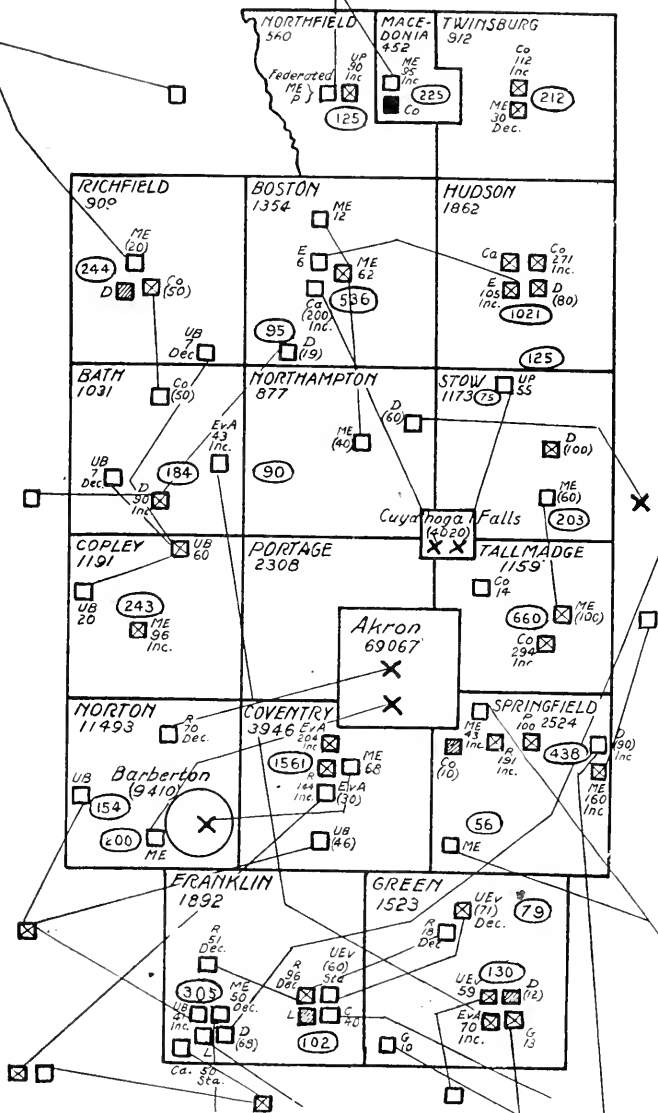 NORTHFIELD
560
UP
90
Inc
Federated
ME }
P
125
MACE-
DONIA
452
ME
95
Inc
225
Co
TWINSBURG
912
Co
112
Inc
212
ME
30
Dec.
RICHFIELD
909
ME
(20)
244
D
Co
(50)
UB
7
Dec
BOSTON
1354
ME
12
E
6
ME
62
Ca
(200)
Inc.
536
95
D
(19)
HUDSON
1862
Ca
Co
271
Inc.
E
105
Inc
D
(80)
1021
125
BATH
1031
Co
(50)
EvA
43
Inc.
UB
7
Dec.
184
D
90
Inc
NORTHAMPTON
877
D
(60)
ME
(40)
90
STOW
1173
75
UP
55
D
(100)
ME
(60)
203
Cuyahoga Falls
(4020)
COPLEY
1191
UB
60
UB
20
243
ME
96
Inc.
PORTAGE
2308
TALLMADGE
1159
Co
14
660
ME
(100)
Co
294
Inc
Akron
69067
NORTON
11493
R
70
Dec.
Barberton
(9410)
UB
154
200
ME
COVENTRY
3946
EvA
204
Inc
1561
R
144
Inc
ME
68
EvA
(30)
UB
(46)
SPRINGFIELD
2524
ME
43
Inc
P
100
R
191
Inc.
438
D
(90)
Inc
Co
(10)
ME
160
Inc
56
ME
FRANKLIN
1892
R
51
Dec.
305
ME
50
Dec.
UB
41
Inc
D
(68)
L
50
Sta.
Ca.
R
96
Dec
UEv
(60)
Sta
L
C
40
102
GREEN
1523
UEv
(71)
Dec.
79
R
18
Dec
130
UEv
59
D
(12)
EvA
70
Inc.
G
13
G
10